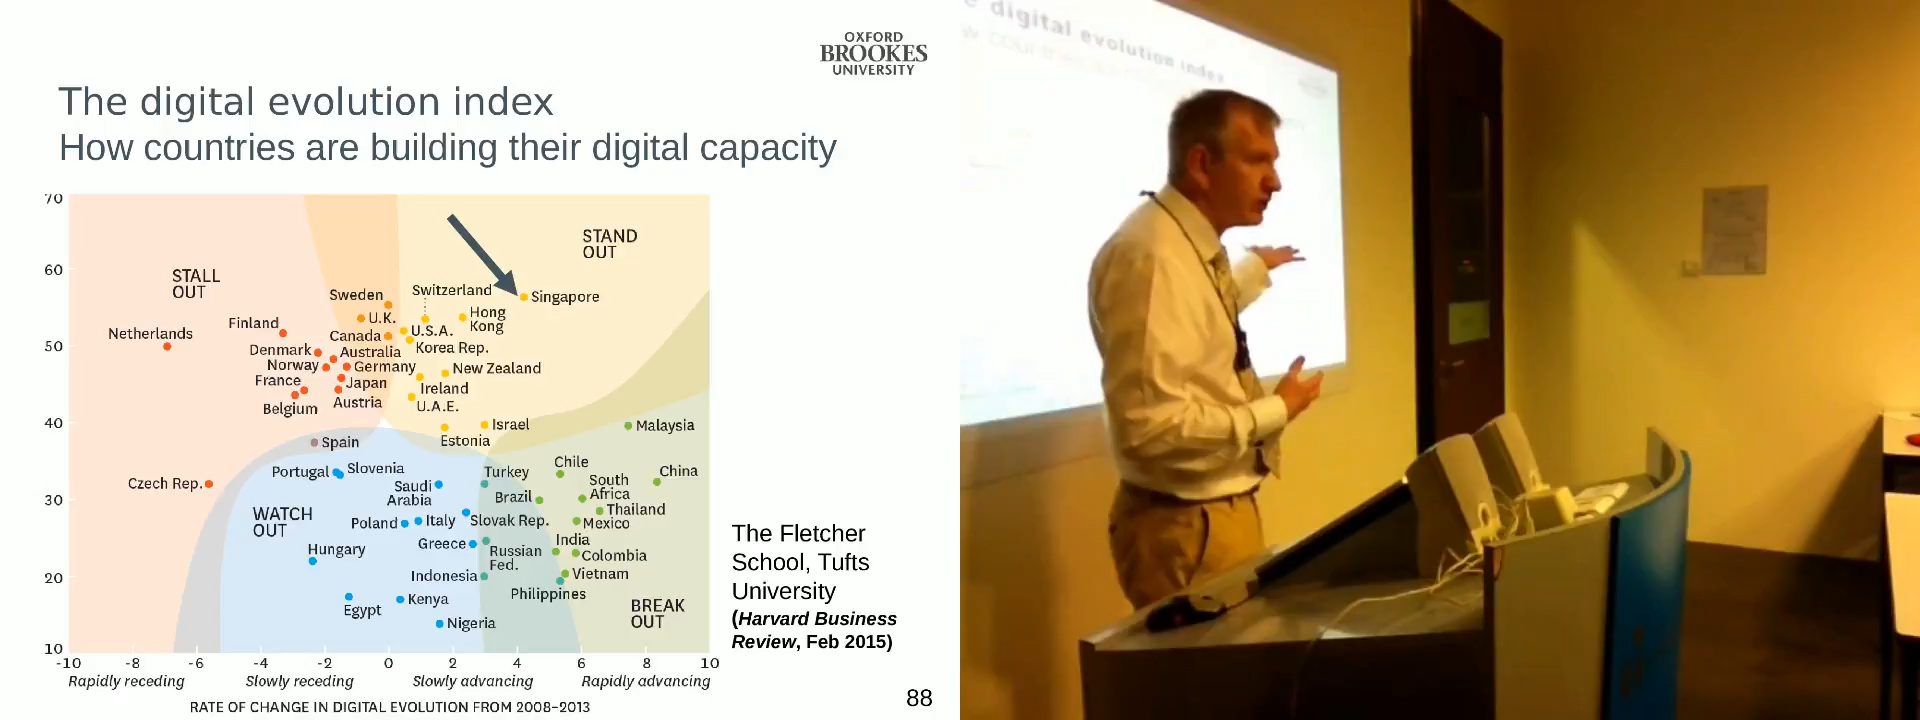 OXFORD
BROOKES
UNIVERSITY
The digital evolution index
How countries are building their digital capacity
70
60
50
40
30
20
10
STALL
OUT
STAND
OUT
Sweden
Switzerland
Singapore
Netherlands
Finland
U.K.
Hong
Kong
Canada
U.S.A.
Denmark
Australia
Korea Rep.
Norway
Germany
New Zealand
France
Japan
Ireland
Belgium
Austria
U.A.E.
Spain
Estonia
Israel
Malaysia
Portugal
Slovenia
Turkey
Chile
China
Czech Rep.
Saudi
Arabia
Brazil
South
Africa
WATCH
OUT
Poland
Italy
Slovak Rep.
Thailand
Mexico
Hungary
Greece
Russian
Fed.
India
Colombia
Indonesia
Vietnam
Egypt
Kenya
Philippines
Nigeria
BREAK
OUT
-10 -8 -6 -4 -2 0 2 4 6 8 10
Rapidly receding Slowly receding Slowly advancing Rapidly advancing
RATE OF CHANGE IN DIGITAL EVOLUTION FROM 2008–2013
The Fletcher
School, Tufts
University
(Harvard Business
Review, Feb 2015)
88
e digital evolution index